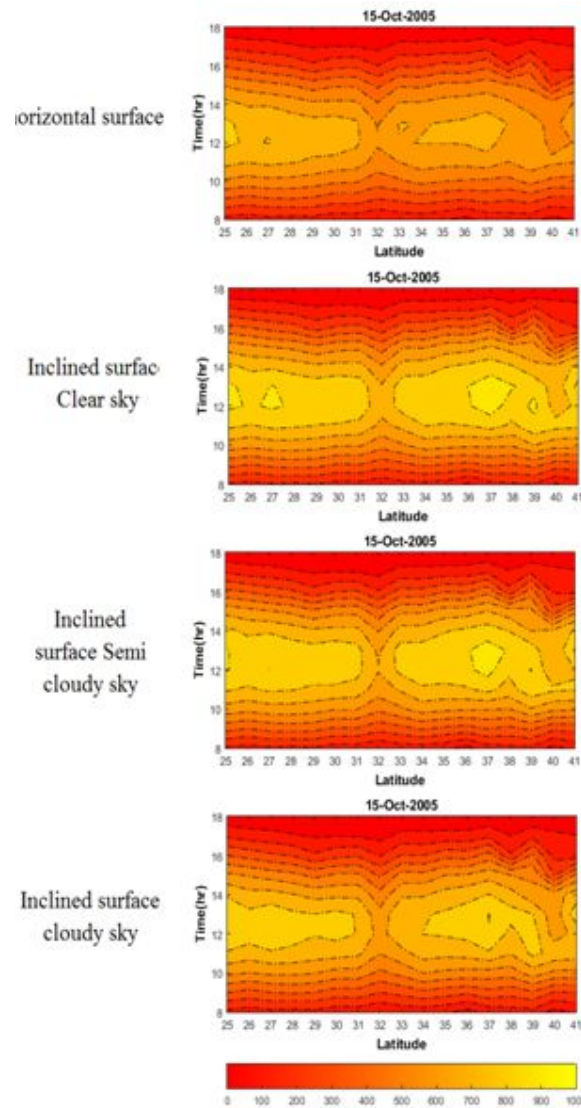 15-Oct-2005
18
16
14
12
10
8
Time(hr)
orizontal surface
25 26 27 28 29 30 31 32 33 34 35 36 37 38 39 40 41
Latitude
15-Oct-2005
18
16
14
12
10
8
Time(hr)
Inclined surfac
Clear sky
25 26 27 28 29 30 31 32 33 34 35 36 37 38 39 40 41
Latitude
15-Oct-2005
18
16
14
12
10
8
Time(hr)
Inclined
surface Semi
cloudy sky
25 26 27 28 29 30 31 32 33 34 35 36 37 38 39 40 41
Latitude
15-Oct-2005
18
16
14
12
10
8
Time(hr)
Inclined surface
cloudy sky
25 26 27 28 29 30 31 32 33 34 35 36 37 38 39 40 41
Latitude
0 100 200 300 400 500 600 700 800 900 100